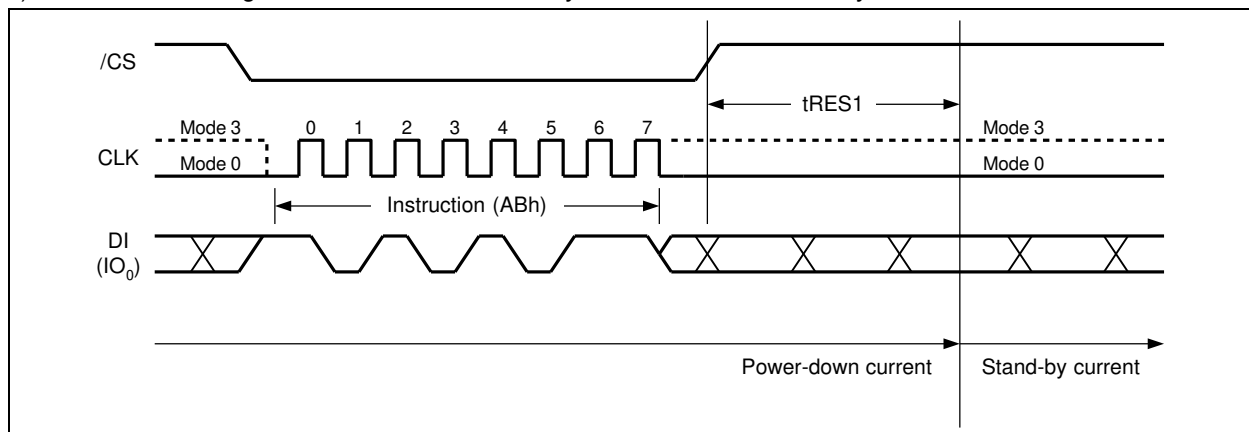 /CS
tRES1
Mode 3 0 1 2 3 4 5 6 7 Mode 3
CLK
Mode 0 Mode 0
Instruction (ABh)
DI
(IO0)
Power-down current Stand-by current